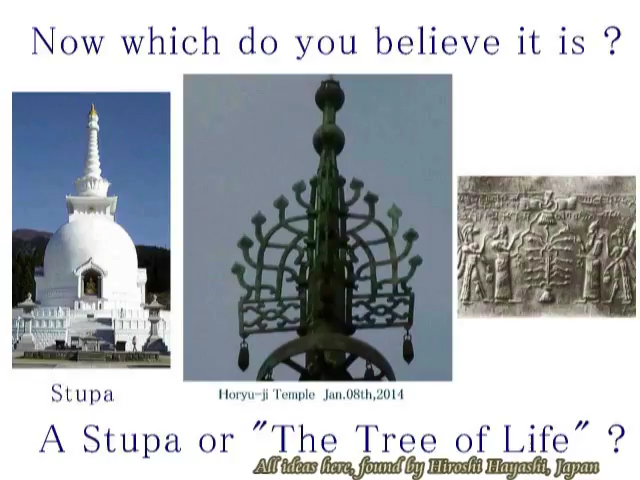 Now which do you believe it is ?
Stupa
Horyu-ji Temple Jan.08th,2014
A Stupa or "The Tree of Life" ?
All ideas here, found by Hiroshi Hayashi, Japan